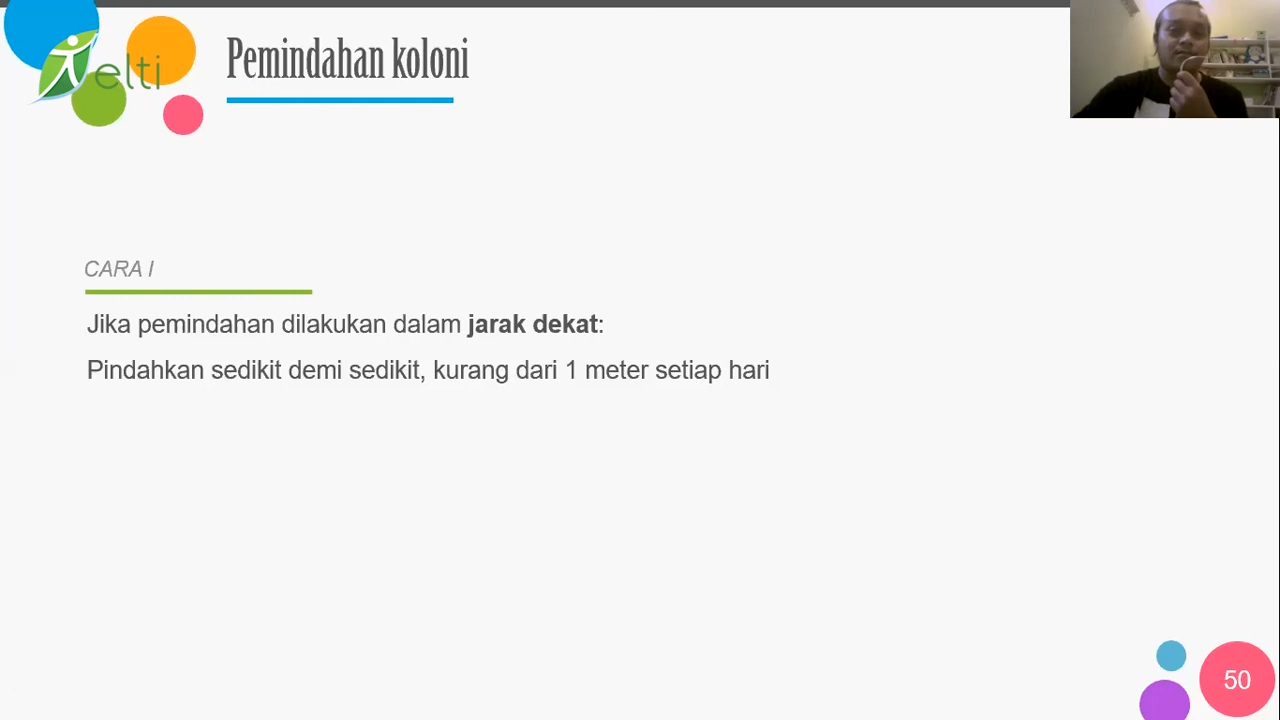 elti
Pemindahan koloni
CARA I
Jika pemindahan dilakukan dalam jarak dekat:
Pindahkan sedikit demi sedikit, kurang dari 1 meter setiap hari
50